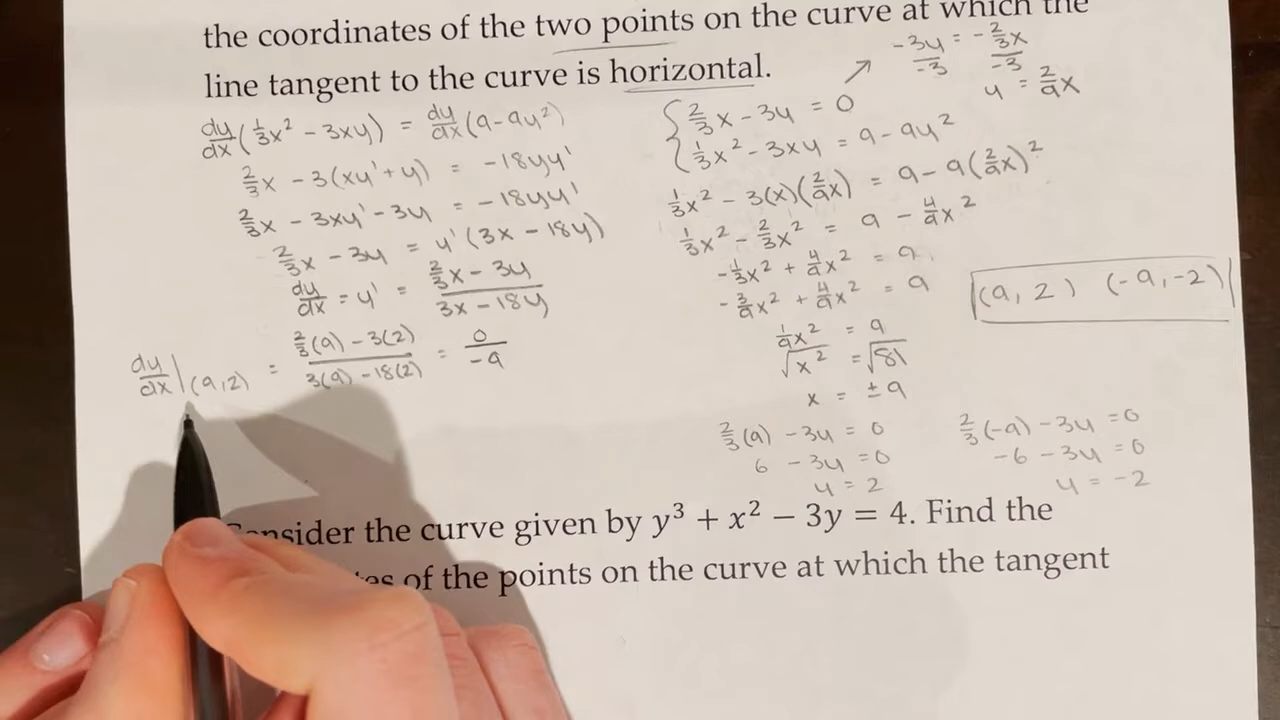 the coordinates of the two points on the curve at which the
line tangent to the curve is horizontal.
dy/dx (1/3x² - 3xy) = dy/dx (9 - 9y²)
2/3x - 3(xy' + y) = -18yy'
2/3x - 3xy' - 3y = -18yy'
2/3x - 3y = y'(3x - 18y)
dy/dx = y' = (2/3x - 3y)/(3x - 18y)
dy/dx |(9,2) = (2/3(9) - 3(2))/(3(9) - 18(2)) = 0/-9
{ 2/3x - 3y = 0
1/3x² - 3xy = 9 - 9y²
-3y/-3 = -2/3x/-3
y = 2/9x
1/3x² - 3(x)(2/9x) = 9 - 9(2/9x)²
1/3x² - 2/3x² = 9 - 4/9x²
-1/3x² + 4/9x² = 9
-3/9x² + 4/9x² = 9
1/9x² = 9
√x² = √81
x = ±9
2/3(9) - 3y = 0
6 - 3y = 0
y = 2
2/3(-9) - 3y = 0
-6 - 3y = 0
y = -2
(9, 2) (-9, -2)
Consider the curve given by y³ + x² − 3y = 4. Find the
of the points on the curve at which the tangent